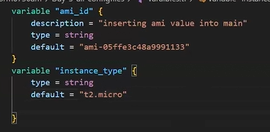 variable "ami_id" {
description = "inserting ami value into main"
type = string
default = "ami-05ffe3c48a9991133"
}
variable "instance_type" {
type = string
default = "t2.micro"
}